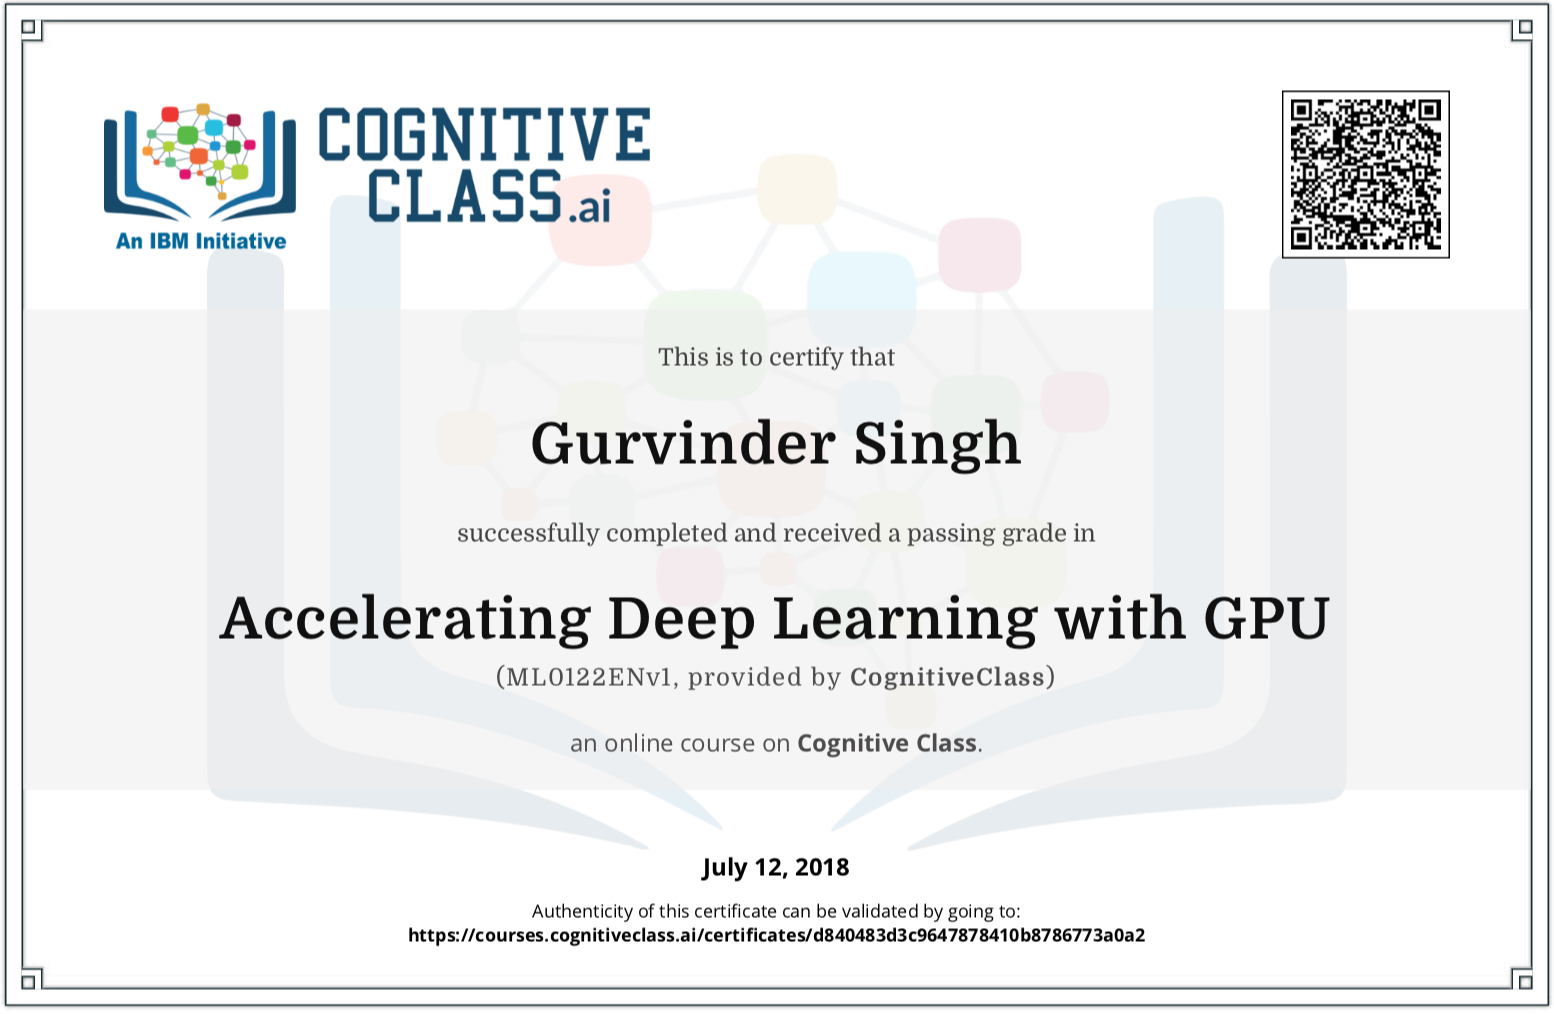 COGNITIVE
CLASS.ai
An IBM Initiative
This is to certify that
Gurvinder Singh
successfully completed and received a passing grade in
Accelerating Deep Learning with GPU
(ML0122ENv1, provided by CognitiveClass)
an online course on Cognitive Class.
July 12, 2018
Authenticity of this certificate can be validated by going to:
https://courses.cognitiveclass.ai/certificates/d840483d3c9647878410b8786773a0a2